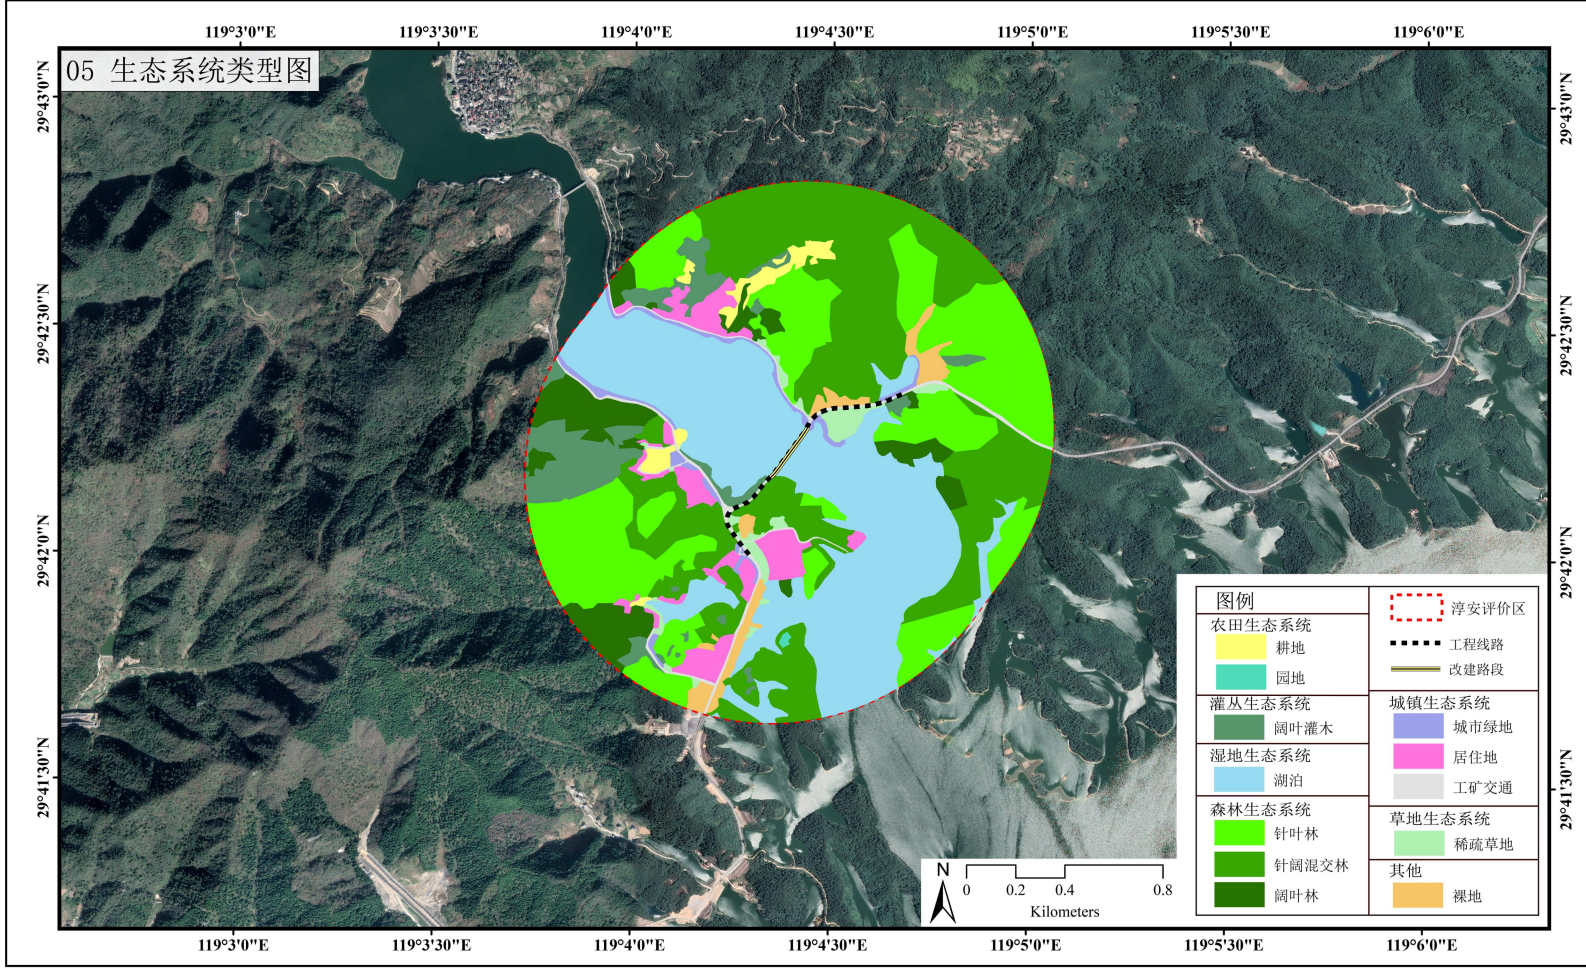 119°3'0"E 119°3'30"E 119°4'0"E 119°4'30"E 119°5'0"E 119°5'30"E 119°6'0"E
05 生态系统类型图
29°43'0"N
29°43'0"N
29°42'30"N
29°42'30"N
29°42'0"N
29°42'0"N
29°41'30"N
29°41'30"N
图例
农田生态系统
耕地
园地
灌丛生态系统
阔叶灌木
湿地生态系统
湖泊
森林生态系统
针叶林
针阔混交林
阔叶林
淳安评价区
工程线路
改建路段
城镇生态系统
城市绿地
居住地
工矿交通
草地生态系统
稀疏草地
其他
裸地
N
0 0.2 0.4 0.8
Kilometers
119°3'0"E 119°3'30"E 119°4'0"E 119°4'30"E 119°5'0"E 119°5'30"E 119°6'0"E